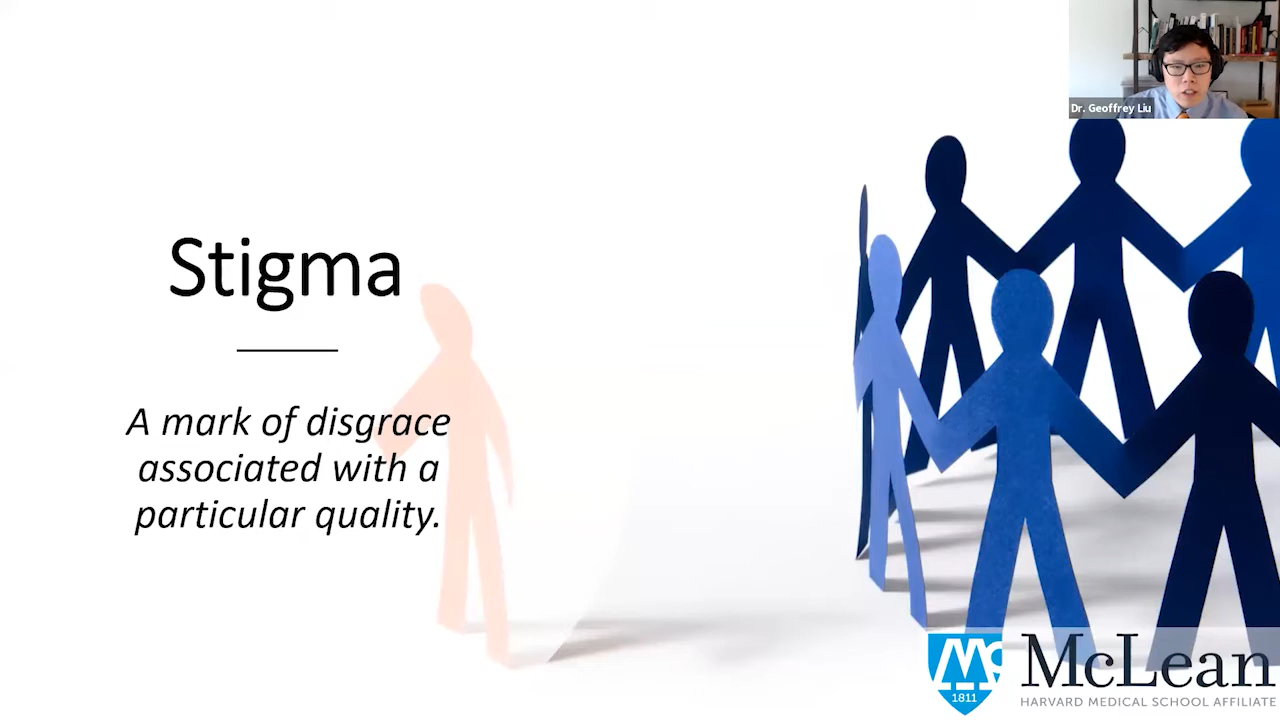 Dr. Geoffrey Liu
Stigma
A mark of disgrace
associated with a
particular quality.
1811
McLean
HARVARD MEDICAL SCHOOL AFFILIATE